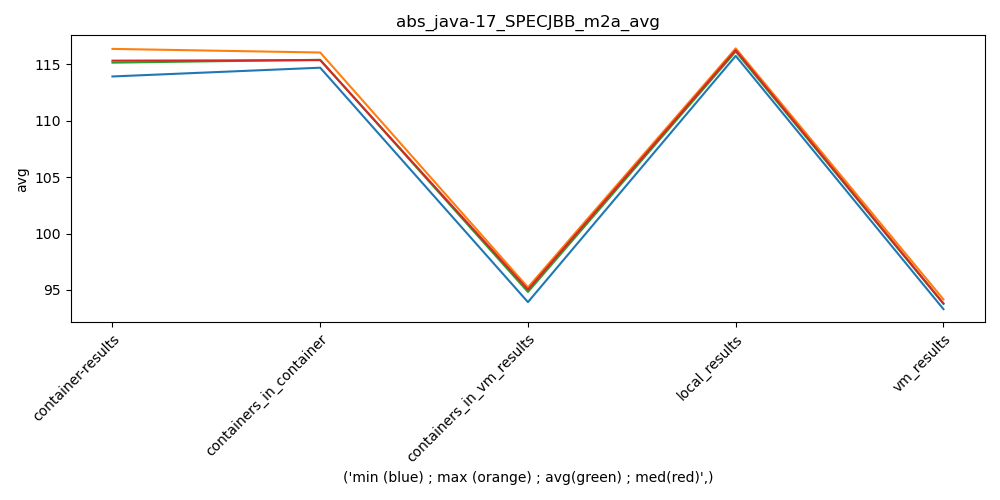 abs_java-17_SPECJBB_m2a_avg
115
110
105
100
95
avg
container-results
containers_in_container
containers_in_vm_results
local_results
vm_results
('min (blue) ; max (orange) ; avg(green) ; med(red)',)